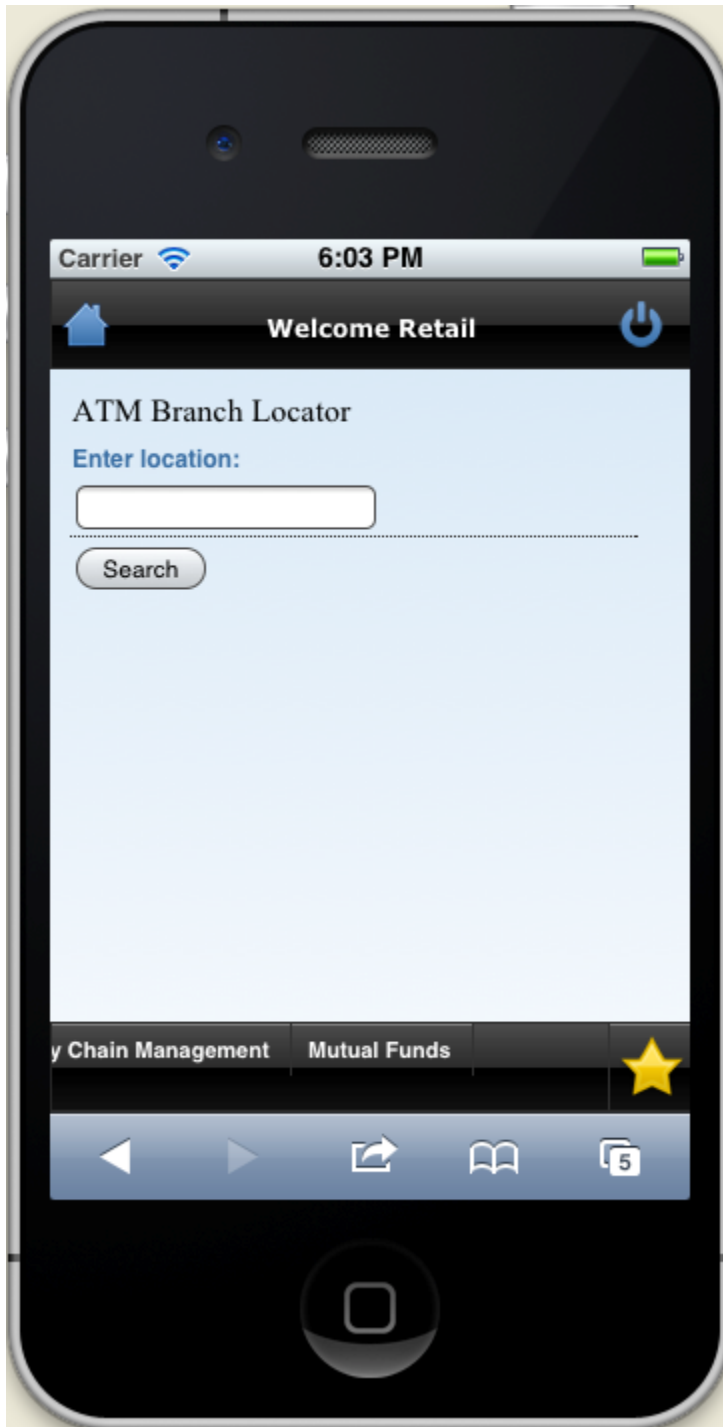 Carrier 6:03 PM
Welcome Retail
ATM Branch Locator
Enter location:
Search
y Chain Management Mutual Funds
5